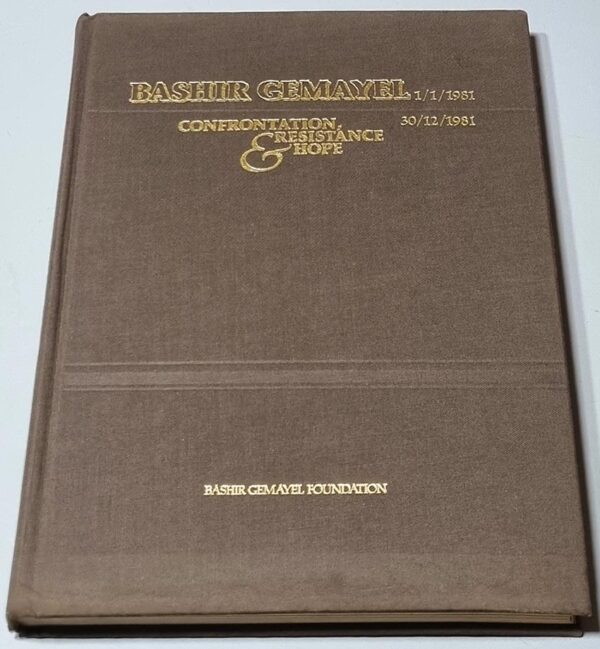 BASHIR GEMAYEL 1/1/1981
CONFRONTATION, 30/12/1981
& RESISTANCE
HOPE
BASHIR GEMAYEL FOUNDATION